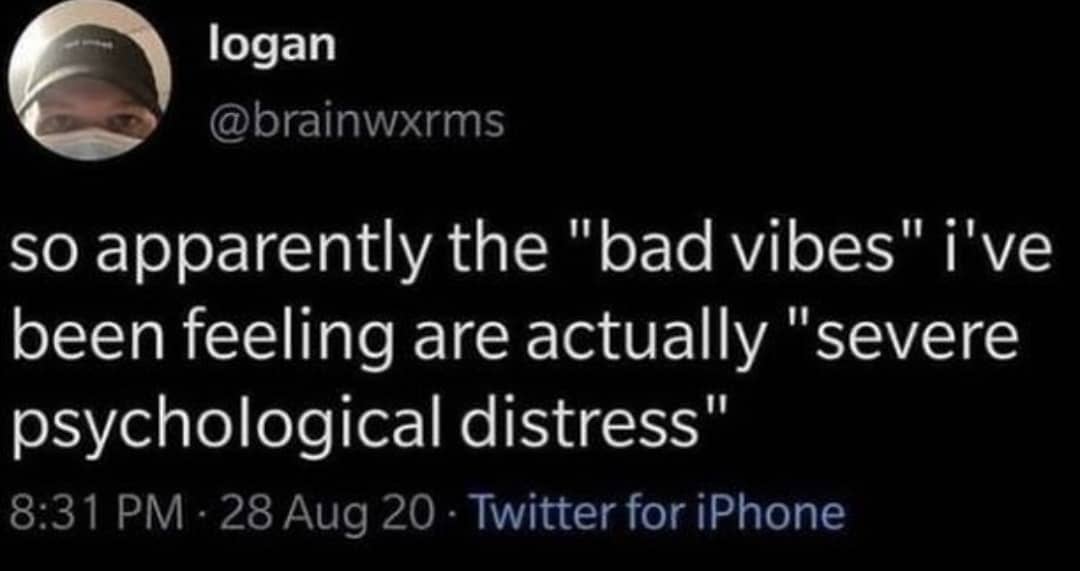 logan
@brainwxrms
so apparently the "bad vibes" i've
been feeling are actually "severe
psychological distress"
8:31 PM · 28 Aug 20 · Twitter for iPhone